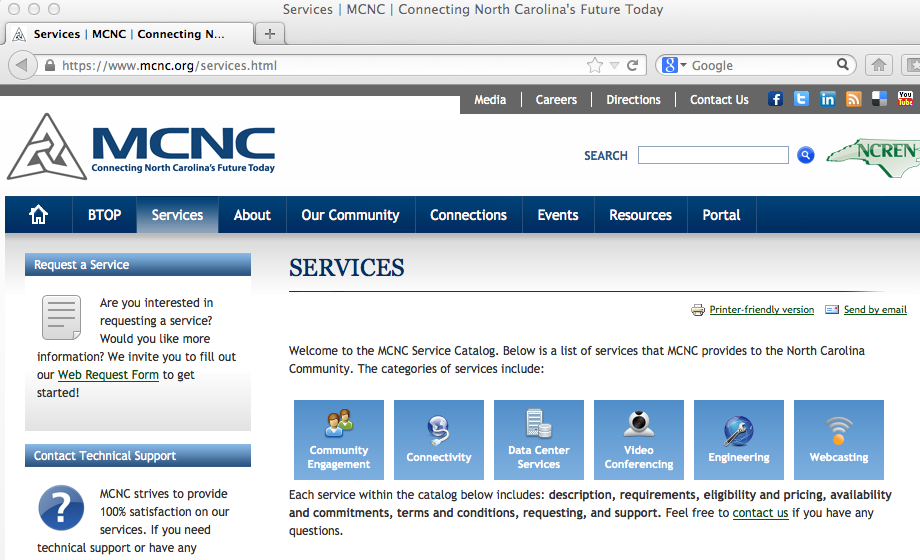 Services | MCNC | Connecting North Carolina's Future Today
Services | MCNC | Connecting N...
https://www.mcnc.org/services.html
Google
Media
Careers
Directions
Contact Us
You
Tube
MCNC
Connecting North Carolina's Future Today
SEARCH
NCREN
BTOP
Services
About
Our Community
Connections
Events
Resources
Portal
Request a Service
Are you interested in
requesting a service?
Would you like more
information? We invite you to fill out
our Web Request Form to get
started!
Contact Technical Support
MCNC strives to provide
100% satisfaction on our
services. If you need
technical support or have any
SERVICES
Printer-friendly version
Send by email
Welcome to the MCNC Service Catalog. Below is a list of services that MCNC provides to the North Carolina
Community. The categories of services include:
Community
Engagement
Connectivity
Data Center
Services
Video
Conferencing
Engineering
Webcasting
Each service within the catalog below includes: description, requirements, eligibility and pricing, availability
and commitments, terms and conditions, requesting, and support. Feel free to contact us if you have any
questions.